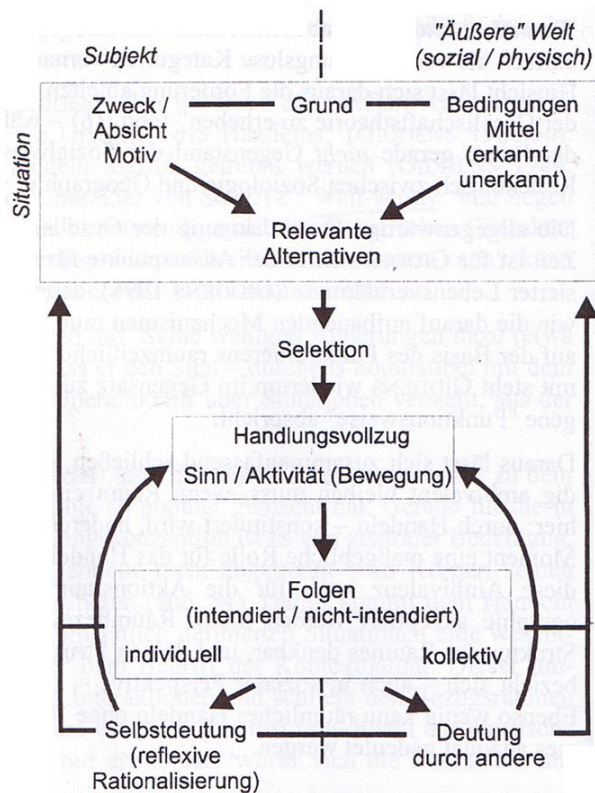 Subjekt
"Äußere" Welt
(sozial / physisch)
Situation
Zweck /
Absicht
Motiv
Grund
Bedingungen
Mittel
(erkannt /
unerkannt)
Relevante
Alternativen
Selektion
Handlungsvollzug
Sinn / Aktivität (Bewegung)
Folgen
(intendiert / nicht-intendiert)
individuell
kollektiv
Selbstdeutung
(reflexive
Rationalisierung)
Deutung
durch andere